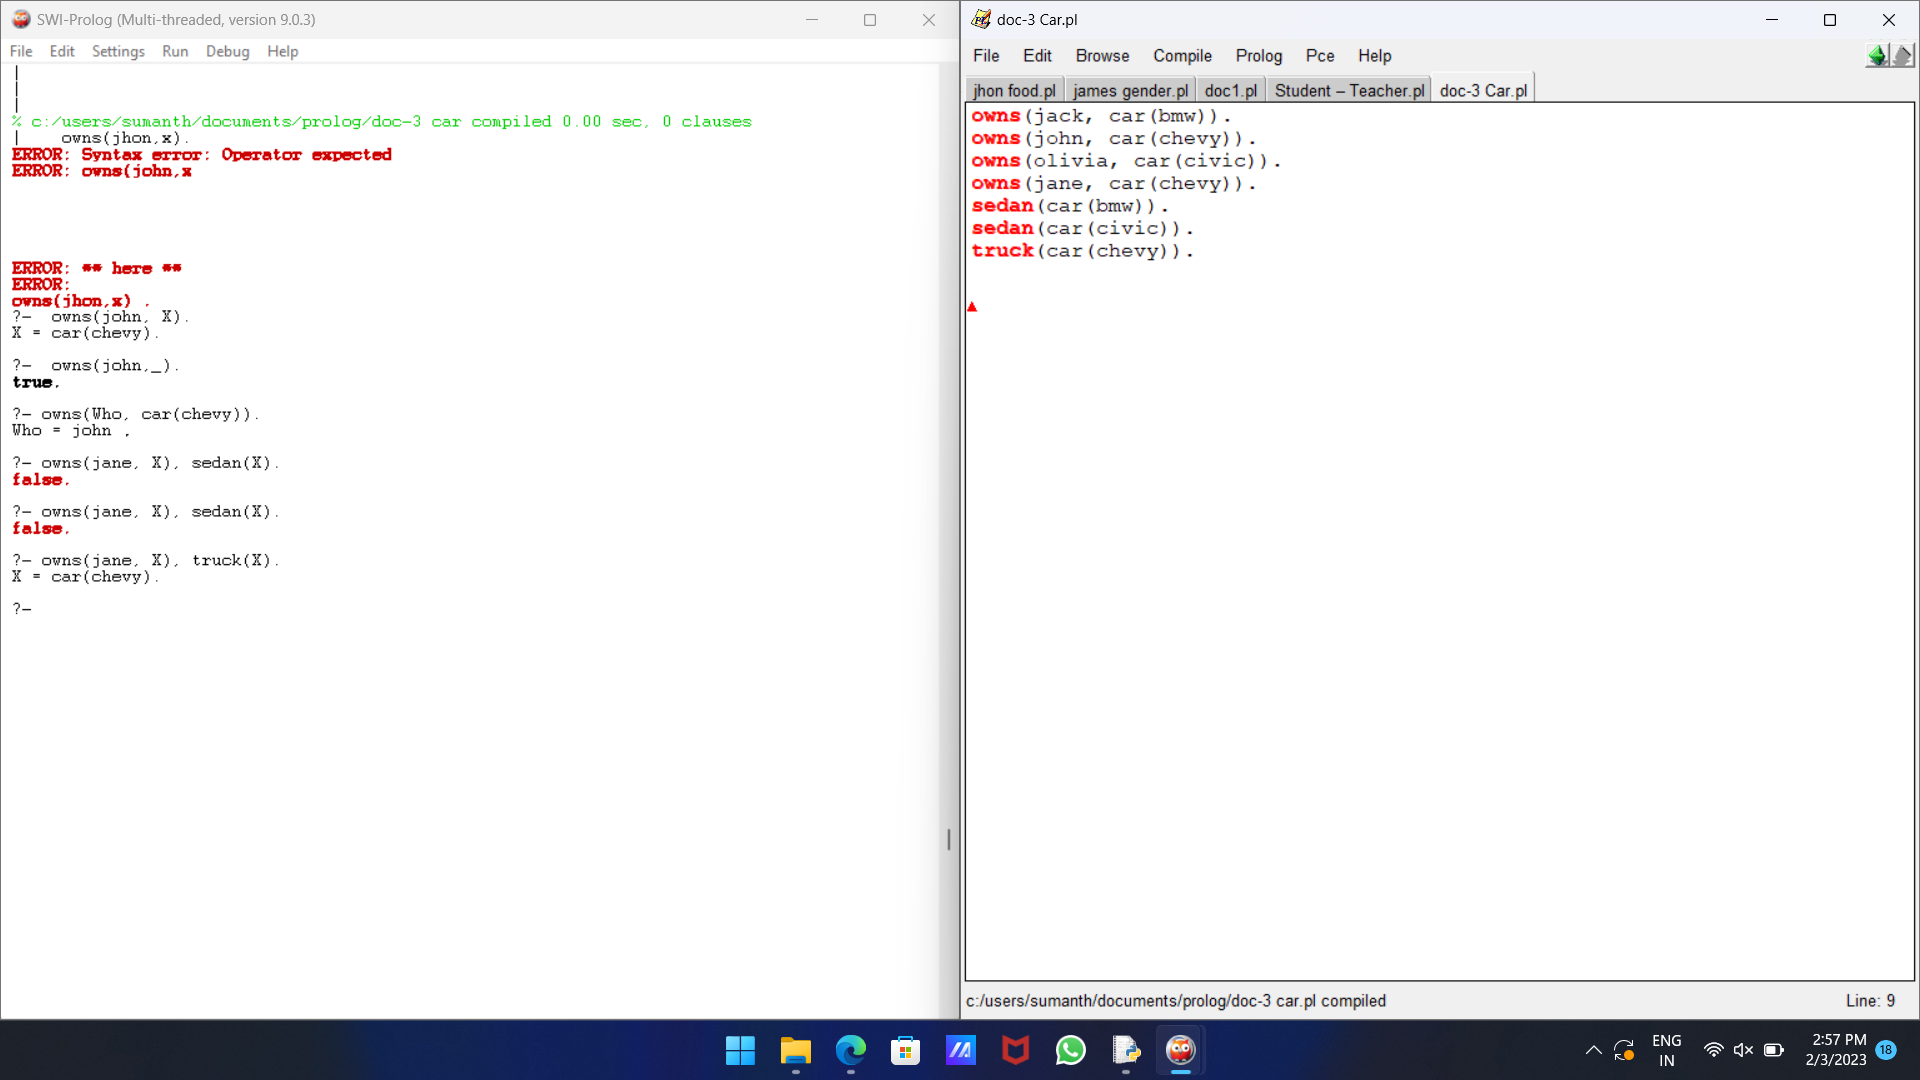 SWI-Prolog (Multi-threaded, version 9.0.3)
File Edit Settings Run Debug Help
|
|
|
% c:/users/sumanth/documents/prolog/doc-3 car compiled 0.00 sec, 0 clauses
|    owns(jhon,x).
ERROR: Syntax error: Operator expected
ERROR: owns(john,x
ERROR: ** here **
ERROR:
owns(jhon,x) .
?-  owns(john, X).
X = car(chevy).
?-  owns(john,_).
true.
?- owns(Who, car(chevy)).
Who = john .
?- owns(jane, X), sedan(X).
false.
?- owns(jane, X), sedan(X).
false.
?- owns(jane, X), truck(X).
X = car(chevy).
?-
doc-3 Car.pl
File Edit Browse Compile Prolog Pce Help
jhon food.pl james gender.pl doc1.pl Student – Teacher.pl doc-3 Car.pl
owns(jack, car(bmw)).
owns(john, car(chevy)).
owns(olivia, car(civic)).
owns(jane, car(chevy)).
sedan(car(bmw)).
sedan(car(civic)).
truck(car(chevy)).
c:/users/sumanth/documents/prolog/doc-3 car.pl compiled
Line: 9
ENG
IN
2:57 PM
2/3/2023
18